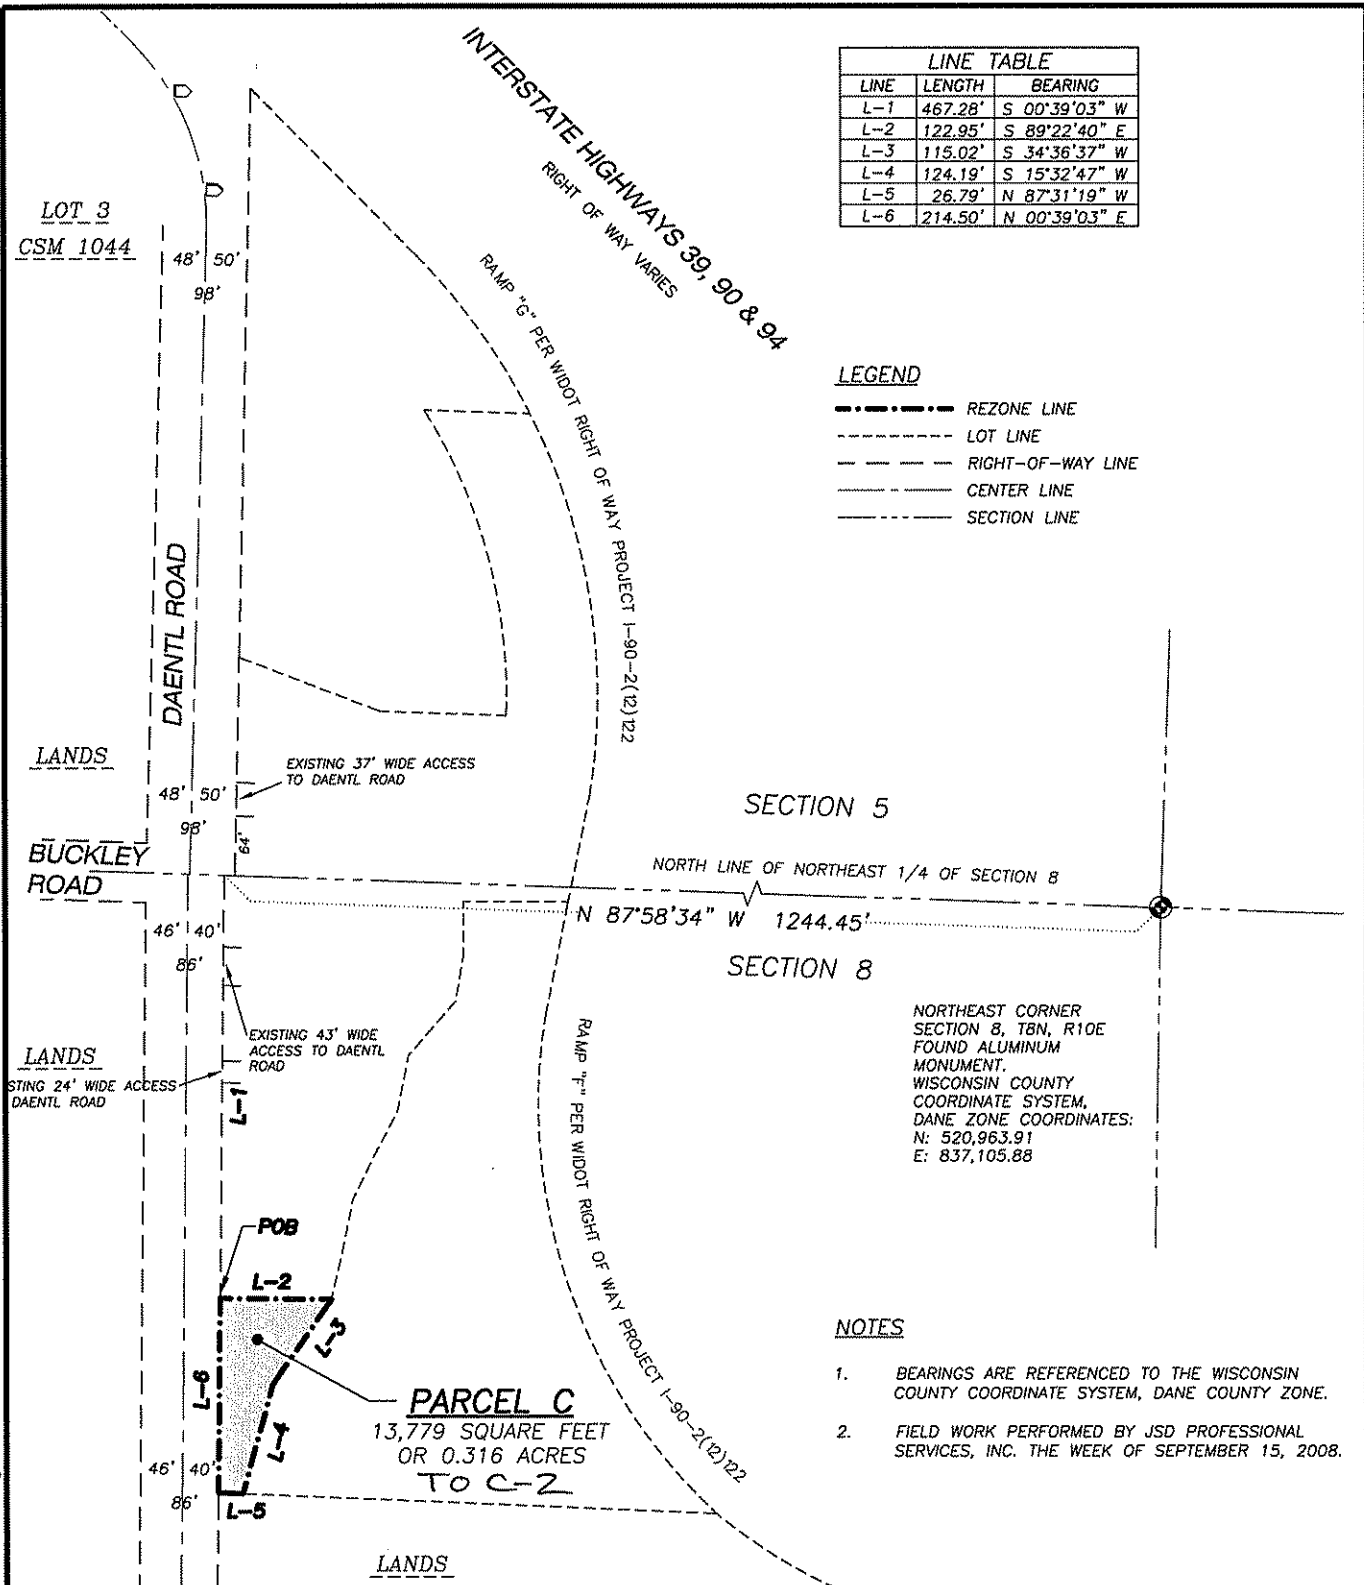 INTERSTATE HIGHWAYS 39, 90 & 94
RIGHT OF WAY VARIES
LINE TABLE
LINE LENGTH BEARING
L-1 467.28' S 00°39'03" W
L-2 122.95' S 89°22'40" E
L-3 115.02' S 34°36'37" W
L-4 124.19' S 15°32'47" W
L-5 26.79' N 87°31'19" W
L-6 214.50' N 00°39'03" E
LOT 3
CSM 1044
48' 50'
98'
RAMP "G" PER WIDOT RIGHT OF WAY PROJECT I-90-2(12)122
LEGEND
REZONE LINE
LOT LINE
RIGHT-OF-WAY LINE
CENTER LINE
SECTION LINE
DAENTL ROAD
LANDS
EXISTING 37' WIDE ACCESS
TO DAENTL ROAD
48' 50'
98'
64'
BUCKLEY
ROAD
SECTION 5
NORTH LINE OF NORTHEAST 1/4 OF SECTION 8
N 87°58'34" W 1244.45'
SECTION 8
46' 40'
86'
EXISTING 43' WIDE
ACCESS TO DAENTL
ROAD
LANDS
STING 24' WIDE ACCESS
DAENTL ROAD
L-1
NORTHEAST CORNER
SECTION 8, T8N, R10E
FOUND ALUMINUM
MONUMENT.
WISCONSIN COUNTY
COORDINATE SYSTEM,
DANE ZONE COORDINATES:
N: 520,963.91
E: 837,105.88
RAMP "F" PER WIDOT RIGHT OF WAY PROJECT I-90-2(12)122
POB
L-2
L-3
L-6
L-4
L-5
PARCEL C
13,779 SQUARE FEET
OR 0.316 ACRES
TO C-2
46' 40'
86'
LANDS
NOTES
1. BEARINGS ARE REFERENCED TO THE WISCONSIN
COUNTY COORDINATE SYSTEM, DANE COUNTY ZONE.
2. FIELD WORK PERFORMED BY JSD PROFESSIONAL
SERVICES, INC. THE WEEK OF SEPTEMBER 15, 2008.